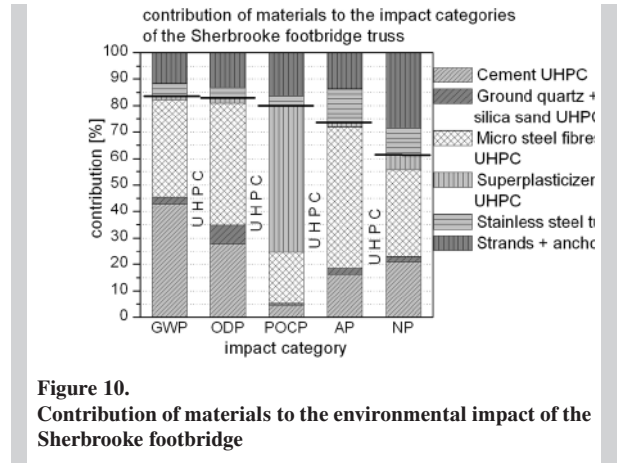 contribution of materials to the impact categories
of the Sherbrooke footbridge truss
100
90
80
70
60
50
40
30
20
10
0
contribution [%]
UHPC
UHPC
UHPC
UHPC
GWP ODP POCP AP NP
impact category
Cement UHPC
Ground quartz +
silica sand UHPC
Micro steel fibres
UHPC
Superplasticizer
UHPC
Stainless steel
Strands +
Figure 10.
Contribution of materials to the environmental impact of the
Sherbrooke footbridge